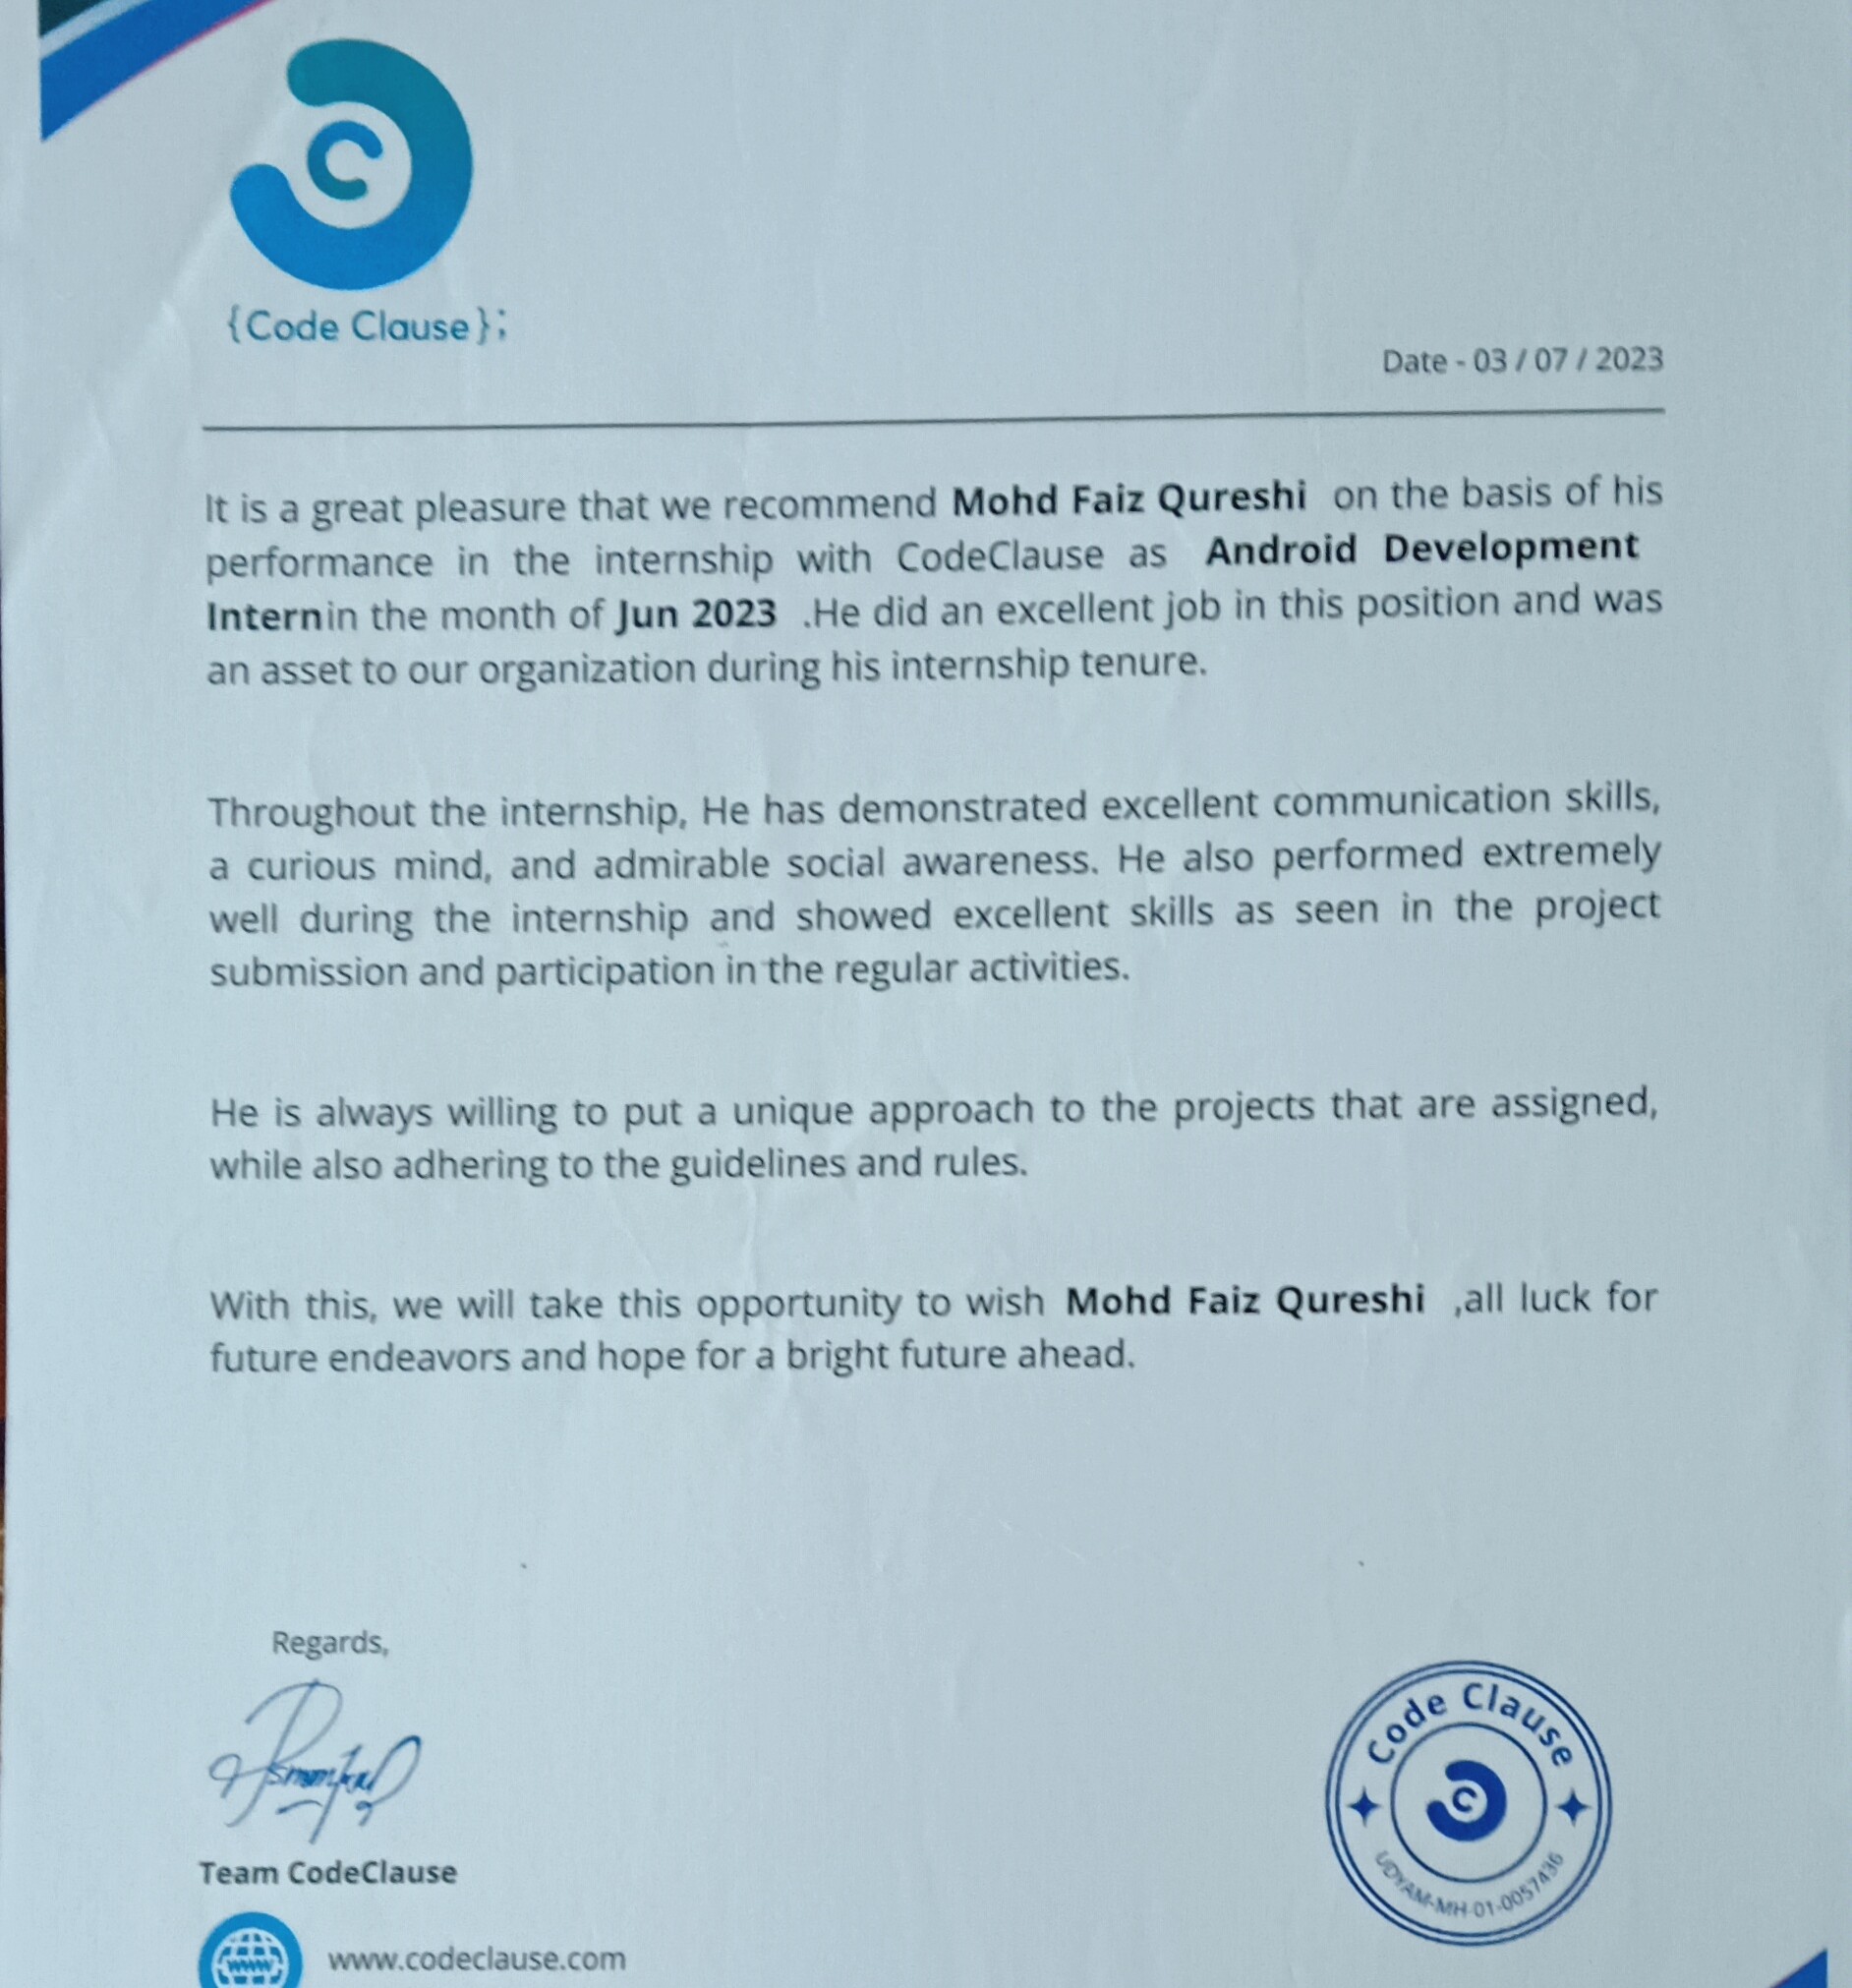 C
{Code Clause};
Date - 03 / 07 / 2023
It is a great pleasure that we recommend Mohd Faiz Qureshi on the basis of his
performance in the internship with CodeClause as Android Development
Internin the month of Jun 2023 .He did an excellent job in this position and was
an asset to our organization during his internship tenure.
Throughout the internship, He has demonstrated excellent communication skills,
a curious mind, and admirable social awareness. He also performed extremely
well during the internship and showed excellent skills as seen in the project
submission and participation in the regular activities.
He is always willing to put a unique approach to the projects that are assigned,
while also adhering to the guidelines and rules.
With this, we will take this opportunity to wish Mohd Faiz Qureshi ,all luck for
future endeavors and hope for a bright future ahead.
Regards,
Team CodeClause
www
www.codeclause.com
Code Clause
C
UDYAM-MH-01-0057436